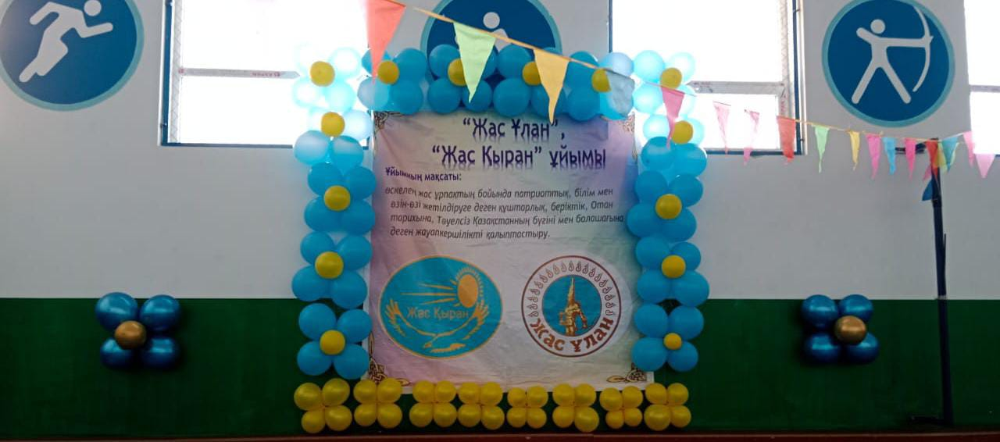 “Жас Ұлан”,
“Жас Қыран” ұйымы
Ұйымның мақсаты:
өскелең жас ұрпақтың бойында патриоттық, білім мен
өзін-өзі жетілдіруге деген құштарлық, беріктік, Отан
тарихына, Тәуелсіз Қазақстанның бүгіні мен балашағына
деген жауапкершілікті қалыптастыру.
Жас Қыран
Жас Ұлан